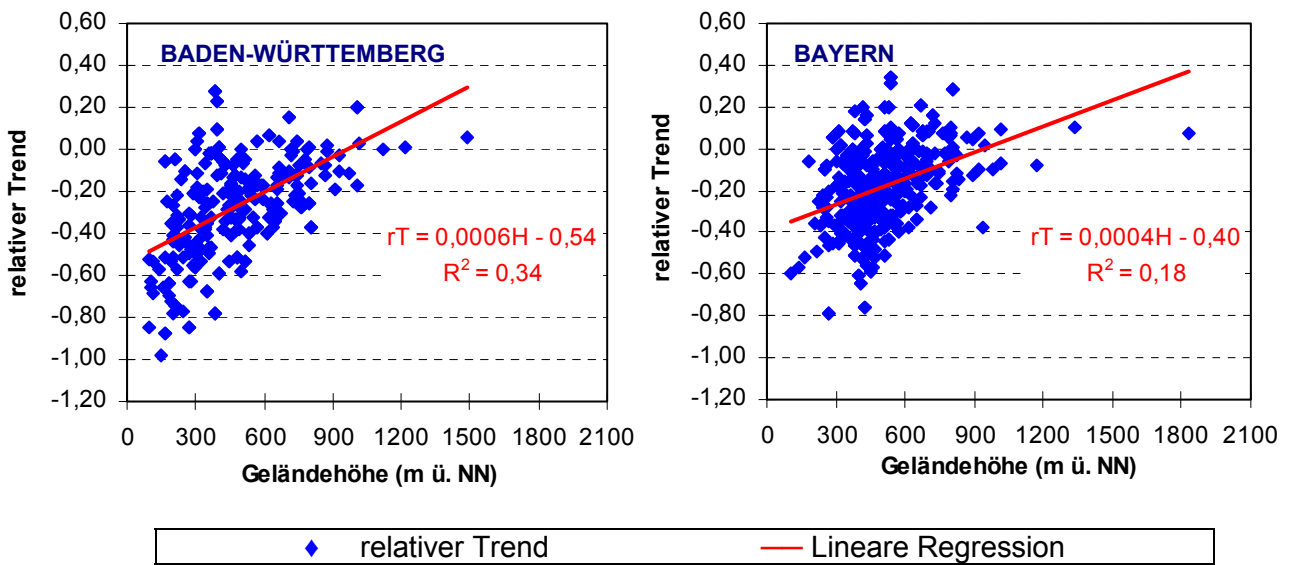 BADEN-WÜRTTEMBERG
relativer Trend
0,60
0,40
0,20
0,00
-0,20
-0,40
-0,60
-0,80
-1,00
-1,20
rT = 0,0006H - 0,54
R² = 0,34
0 300 600 900 1200 1500 1800 2100
Geländehöhe (m ü. NN)
BAYERN
relativer Trend
0,60
0,40
0,20
0,00
-0,20
-0,40
-0,60
-0,80
-1,00
-1,20
rT = 0,0004H - 0,40
R² = 0,18
0 300 600 900 1200 1500 1800 2100
Geländehöhe (m ü. NN)
relativer Trend Lineare Regression